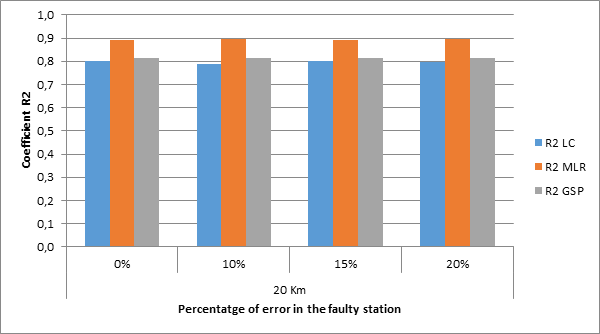 1,0
0,9
0,8
0,7
0,6
0,5
0,4
0,3
0,2
0,1
0,0
Coefficient R2
0% 10% 15% 20%
20 Km
Percentatge of error in the faulty station
R2 LC
R2 MLR
R2 GSP